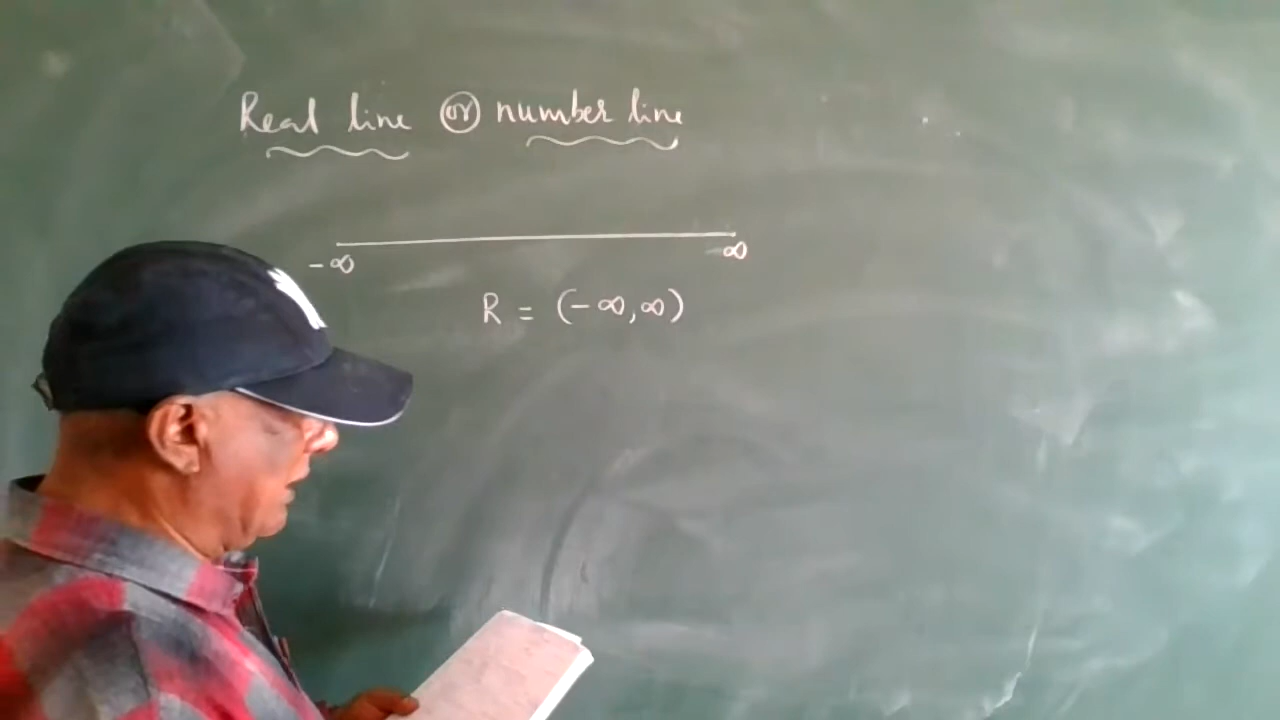 Real line or number line
-∞ ∞
R = (-∞, ∞)